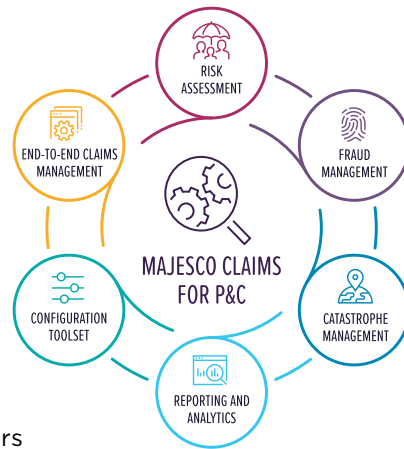 RISK
ASSESSMENT
END-TO-END CLAIMS
MANAGEMENT
FRAUD
MANAGEMENT
MAJESCO CLAIMS
FOR P&C
CONFIGURATION
TOOLSET
CATASTROPHE
MANAGEMENT
REPORTING AND
ANALYTICS
rs